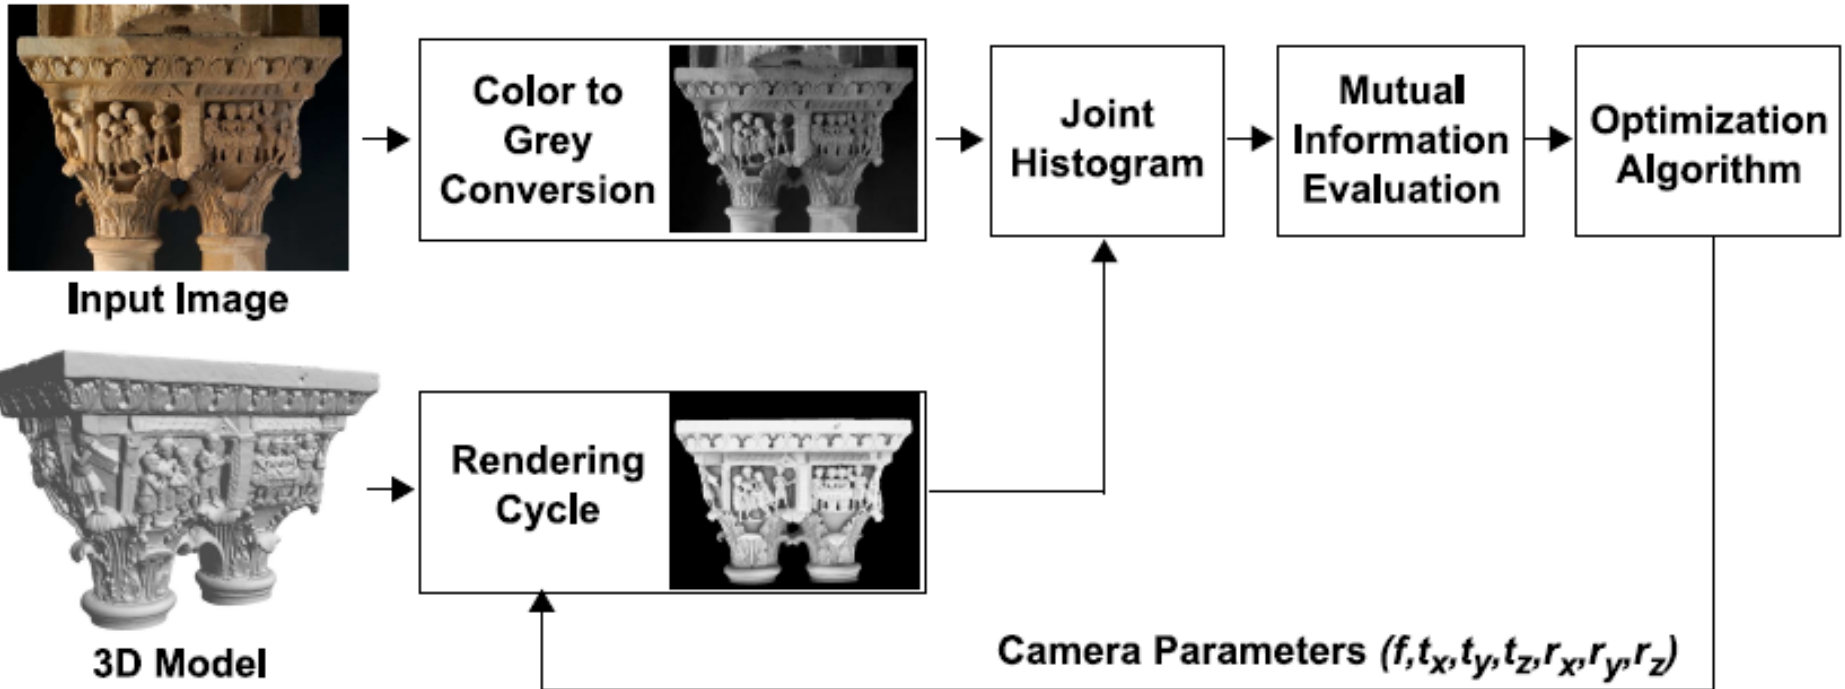 Color to
Grey
Conversion
Joint
Histogram
Mutual
Information
Evaluation
Optimization
Algorithm
Input Image
Rendering
Cycle
3D Model
Camera Parameters (f,tx,ty,tz,rx,ry,rz)